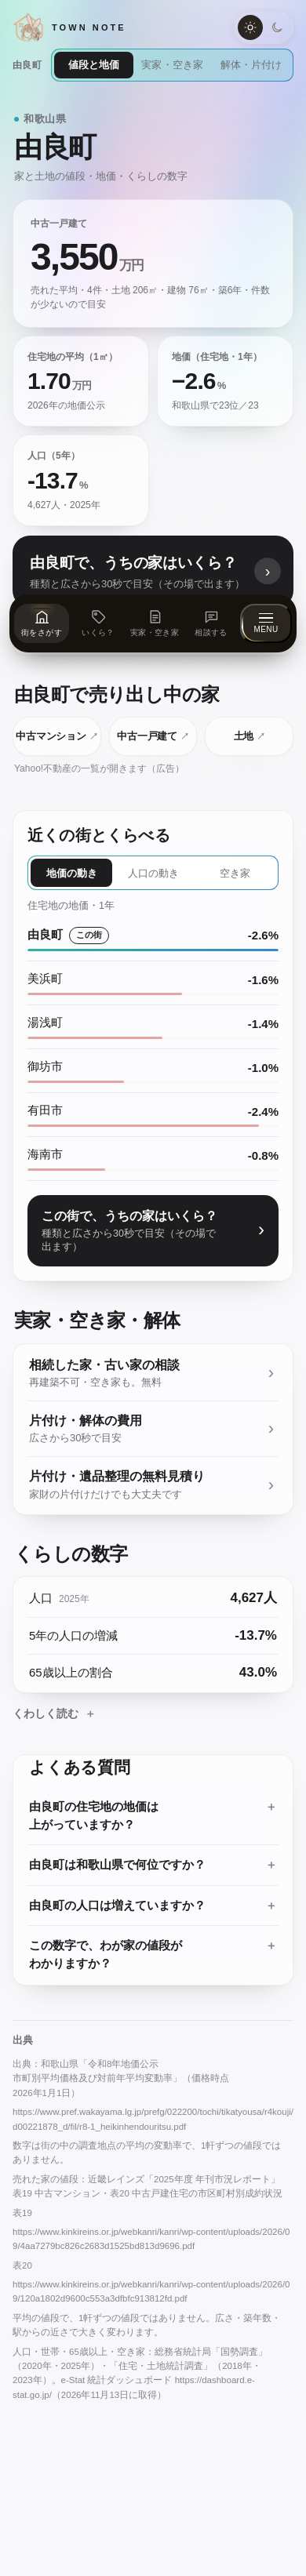 TOWN NOTE
由良町
値段と地価
実家・空き家
解体・片付け
和歌山県
由良町
家と土地の値段・地価・くらしの数字
中古一戸建て
3,550万円
売れた平均・4件・土地 206㎡・建物 76㎡・築6年・件数
が少ないので目安
住宅地の平均（1㎡）
1.70万円
2026年の地価公示
地価（住宅地・1年）
−2.6%
和歌山県で23位／23
人口（5年）
-13.7%
4,627人・2025年
由良町で、うちの家はいくら？
種類と広さから30秒で目安（その場で出ます）
›
街をさがす
いくら？
実家・空き家
相談する
MENU
由良町で売り出し中の家
中古マンション ↗
中古一戸建て ↗
土地 ↗
Yahoo!不動産の一覧が開きます（広告）
近くの街とくらべる
地価の動き
人口の動き
空き家
住宅地の地価・1年
由良町 この街 -2.6%
美浜町 -1.6%
湯浅町 -1.4%
御坊市 -1.0%
有田市 -2.4%
海南市 -0.8%
この街で、うちの家はいくら？
種類と広さから30秒で目安（その場で
出ます）
›
実家・空き家・解体
相続した家・古い家の相談
再建築不可・空き家も。無料
›
片付け・解体の費用
広さから30秒で目安
›
片付け・遺品整理の無料見積り
家財の片付けだけでも大丈夫です
›
くらしの数字
人口 2025年 4,627人
5年の人口の増減 -13.7%
65歳以上の割合 43.0%
くわしく読む ＋
よくある質問
由良町の住宅地の地価は
上がっていますか？
+
由良町は和歌山県で何位ですか？
+
由良町の人口は増えていますか？
+
この数字で、わが家の値段が
わかりますか？
+
出典
出典：和歌山県「令和8年地価公示
市町別平均価格及び対前年平均変動率」（価格時点
2026年1月1日）
https://www.pref.wakayama.lg.jp/prefg/022200/tochi/tikatyousa/r4kouji/
d00221878_d/fil/r8-1_heikinhendouritsu.pdf
数字は街の中の調査地点の平均の変動率で、1軒ずつの値段では
ありません。
売れた家の値段：近畿レインズ「2025年度 年刊市況レポート」
表19 中古マンション・表20 中古戸建住宅の市区町村別成約状況
表19
https://www.kinkireins.or.jp/webkanri/kanri/wp-content/uploads/2026/0
9/4aa7279bc826c2683d1525bd813d9696.pdf
表20
https://www.kinkireins.or.jp/webkanri/kanri/wp-content/uploads/2026/0
9/120a1802d9600c553a3dfbfc913812fd.pdf
平均の値段で、1軒ずつの値段ではありません。広さ・築年数・
駅からの近さで大きく変わります。
人口・世帯・65歳以上・空き家：総務省統計局「国勢調査」
（2020年・2025年）・「住宅・土地統計調査」（2018年・
2023年）。e-Stat 統計ダッシュボード https://dashboard.e-
stat.go.jp/（2026年11月13日に取得）